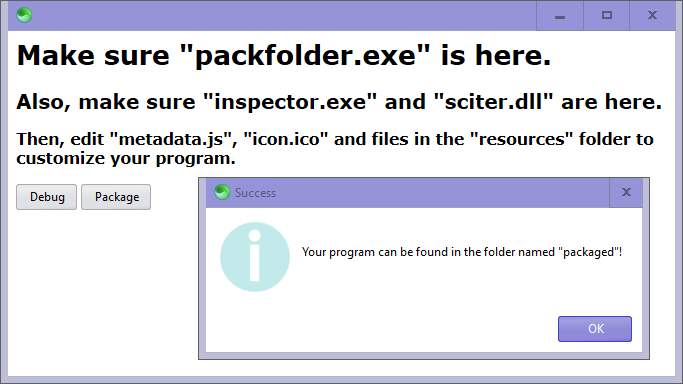 Make sure "packfolder.exe" is here.
Also, make sure "inspector.exe" and "sciter.dll" are here.
Then, edit "metadata.js", "icon.ico" and files in the "resources" folder to
customize your program.
Debug
Package
Success
Your program can be found in the folder named "packaged"!
OK